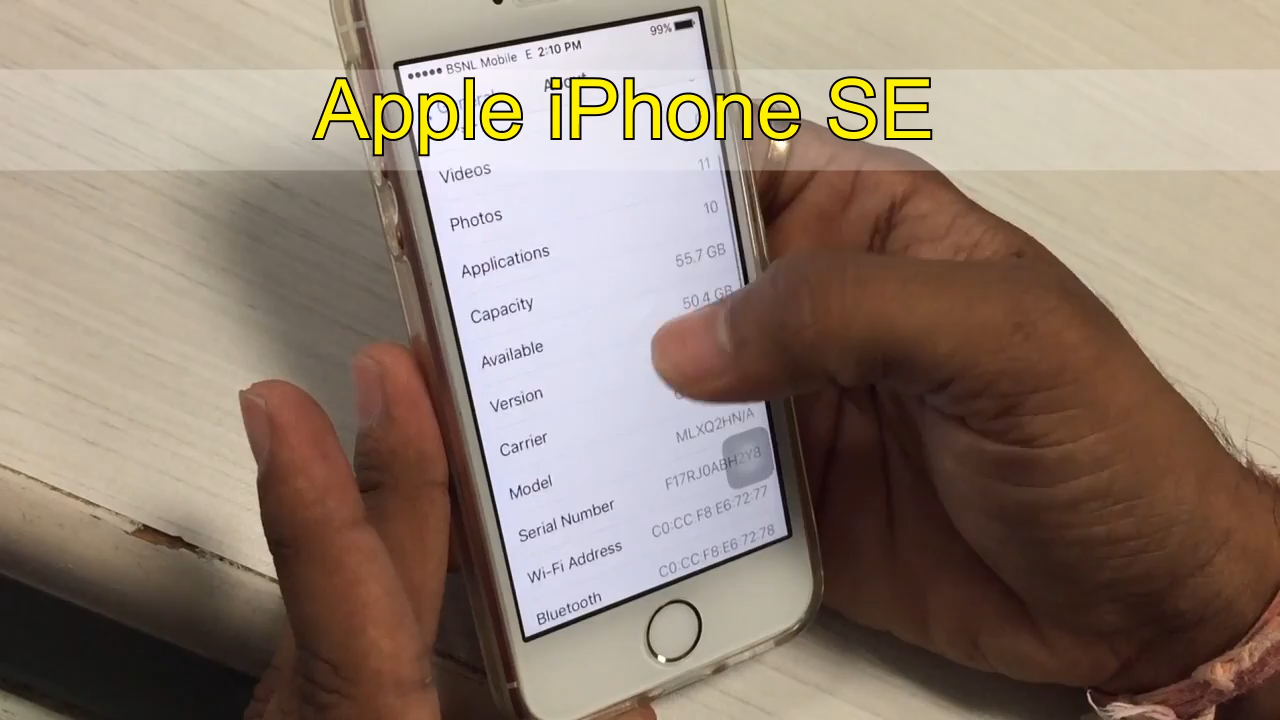 BSNL Mobile E 2:10 PM 99%
Apple iPhone SE
Videos 11
Photos 10
Applications 55.7 GB
Capacity 50.4 GB
Available
Version
Carrier MLXQ2HN/A
Model F17RJ0ABH2Y8
Serial Number C0:CC:F8:E6:72:77
Wi-Fi Address C0:CC:F8:E6:72:78
Bluetooth